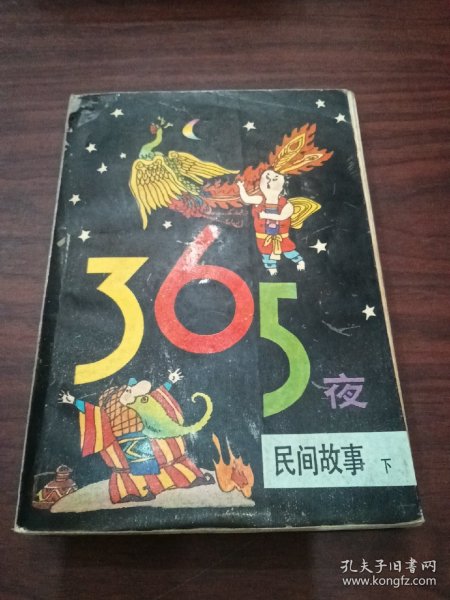 365
夜
民间故事 下
孔夫子旧书网
www.kongfz.com